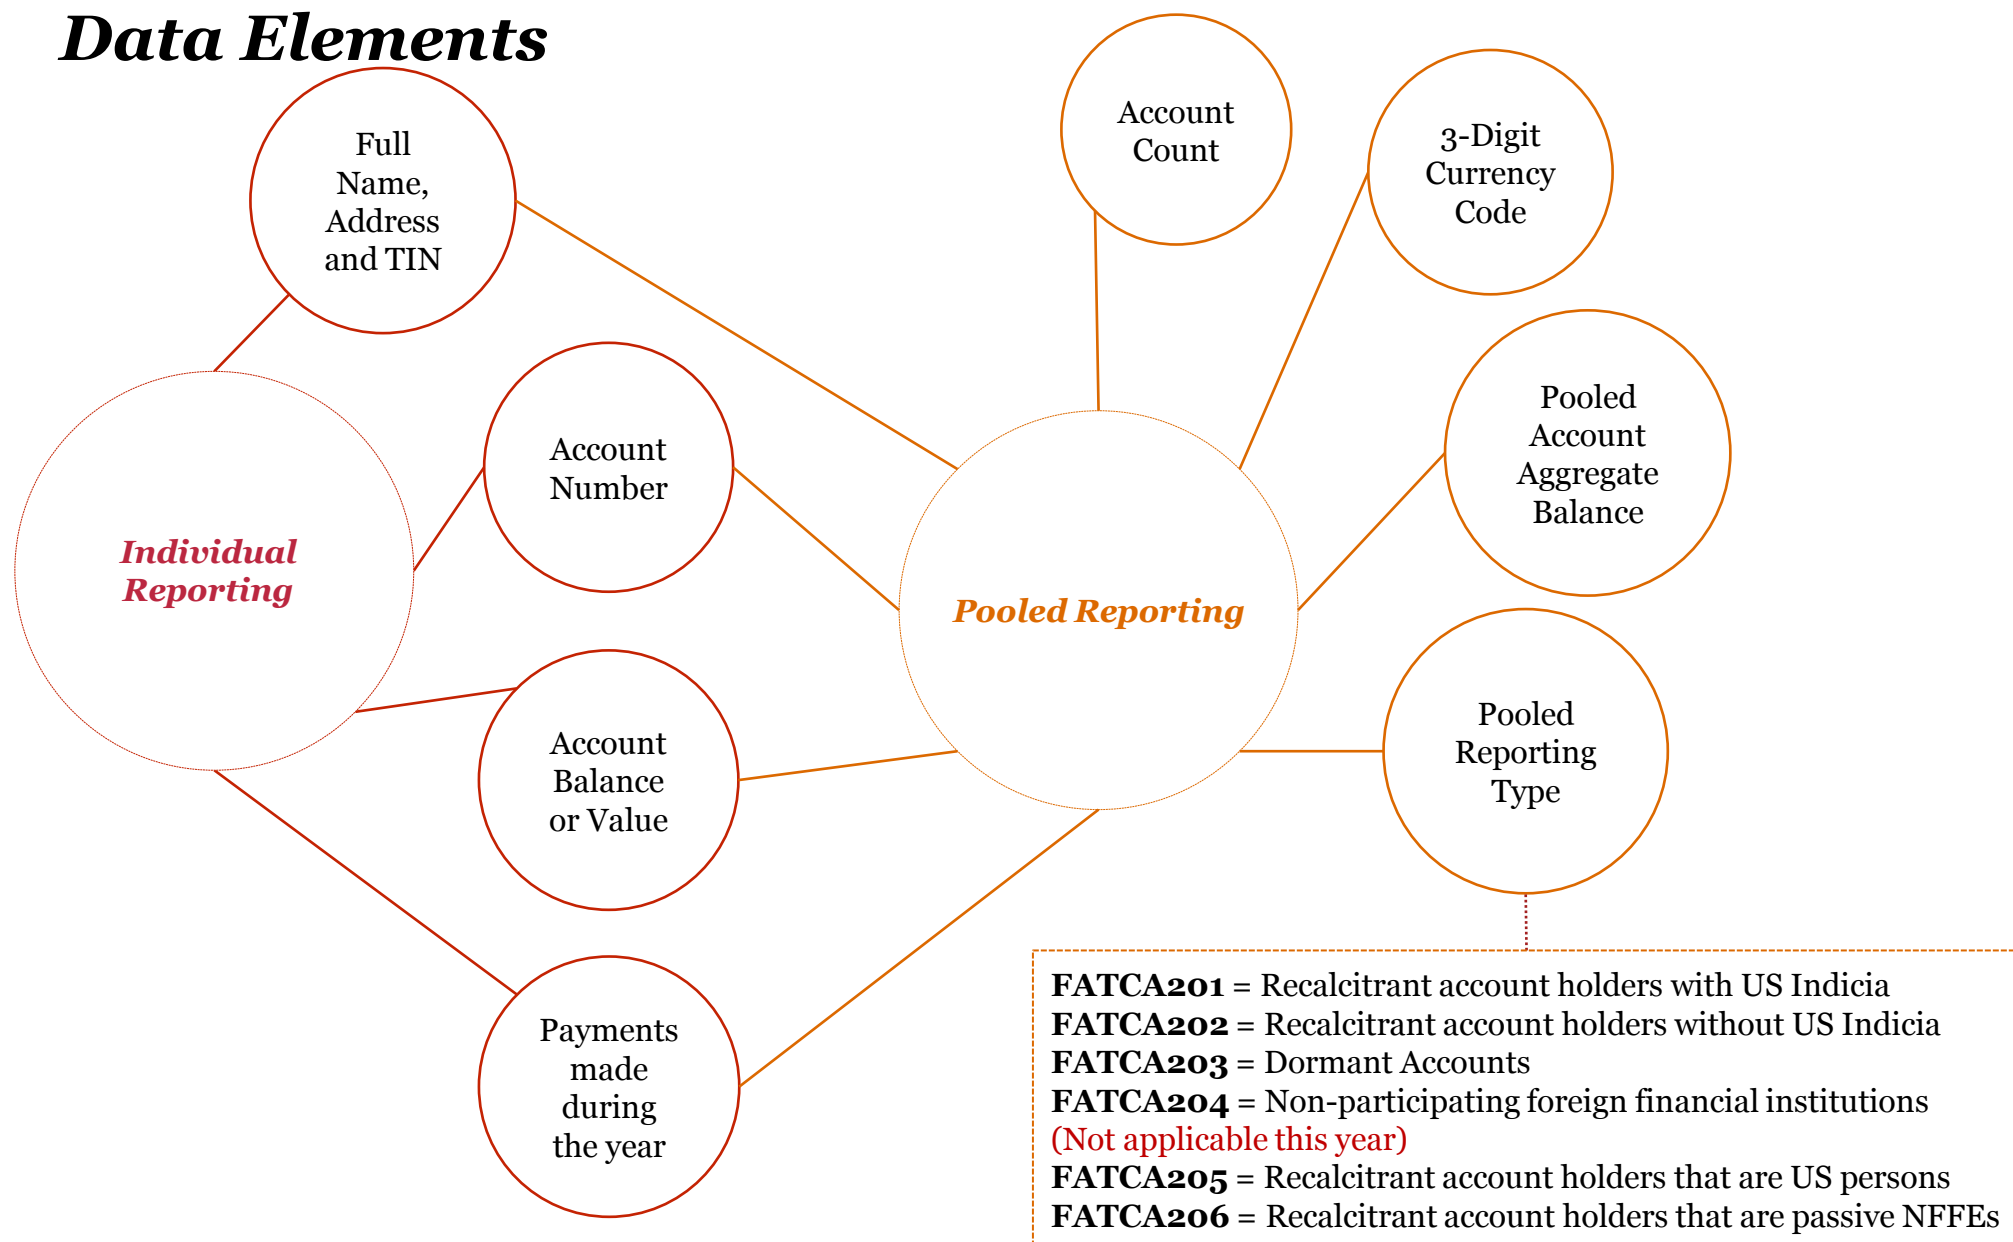 Data Elements
Full
Name,
Address
and TIN
Account
Number
Individual
Reporting
Account
Balance
or Value
Payments
made
during
the year
Account
Count
3-Digit
Currency
Code
Pooled
Account
Aggregate
Balance
Pooled Reporting
Pooled
Reporting
Type
FATCA201 = Recalcitrant account holders with US Indicia
FATCA202 = Recalcitrant account holders without US Indicia
FATCA203 = Dormant Accounts
FATCA204 = Non-participating foreign financial institutions
(Not applicable this year)
FATCA205 = Recalcitrant account holders that are US persons
FATCA206 = Recalcitrant account holders that are passive NFFEs